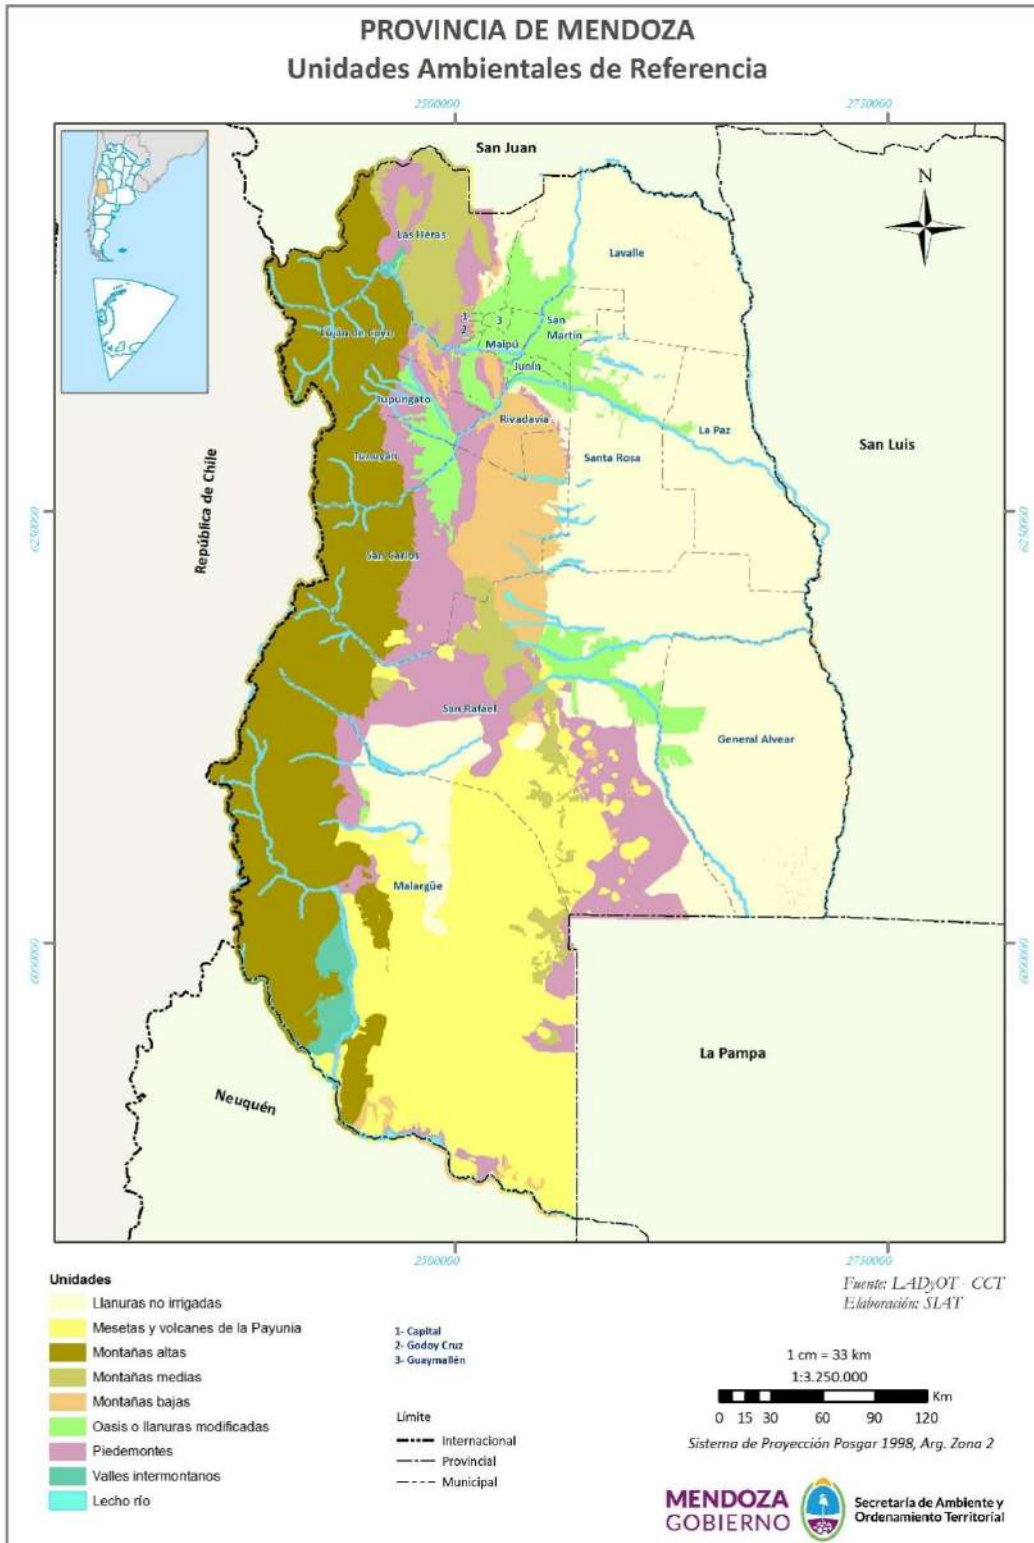 PROVINCIA DE MENDOZA
Unidades Ambientales de Referencia
2500000
2750000
San Juan
N
Las Heras
Lavalle
1
3
2
San
Martín
Luján de Cuyo
Maipú
Junín
Tupungato
Rivadavia
La Paz
San Luis
Tunuyán
Santa Rosa
República de Chile
6250000
6250000
San Carlos
San Rafael
General Alvear
Malargüe
6000000
6000000
La Pampa
Neuquén
2500000
2750000
Unidades
Llanuras no irrigadas
Mesetas y volcanes de la Payunia
Montañas altas
Montañas medias
Montañas bajas
Oasis o llanuras modificadas
Piedemontes
Valles intermontanos
Lecho río
1- Capital
2- Godoy Cruz
3- Guaymallén
Límite
Internacional
Provincial
Municipal
Fuente: LADyOT - CCT
Elaboración: SIAT
1 cm = 33 km
1:3.250.000
Km
0 15 30 60 90 120
Sistema de Proyección Posgar 1998, Arg. Zona 2
MENDOZA
GOBIERNO
Secretaría de Ambiente y
Ordenamiento Territorial